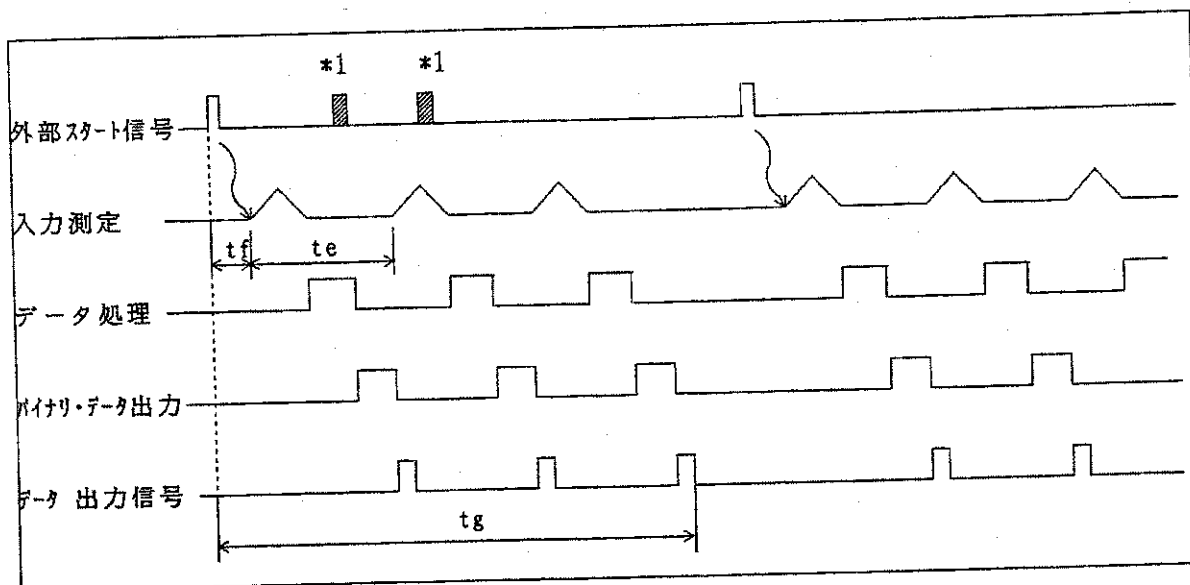 *1 *1
外部スタート信号
入力測定
tf te
データ処理
バイナリ・データ出力
データ 出力信号
tg